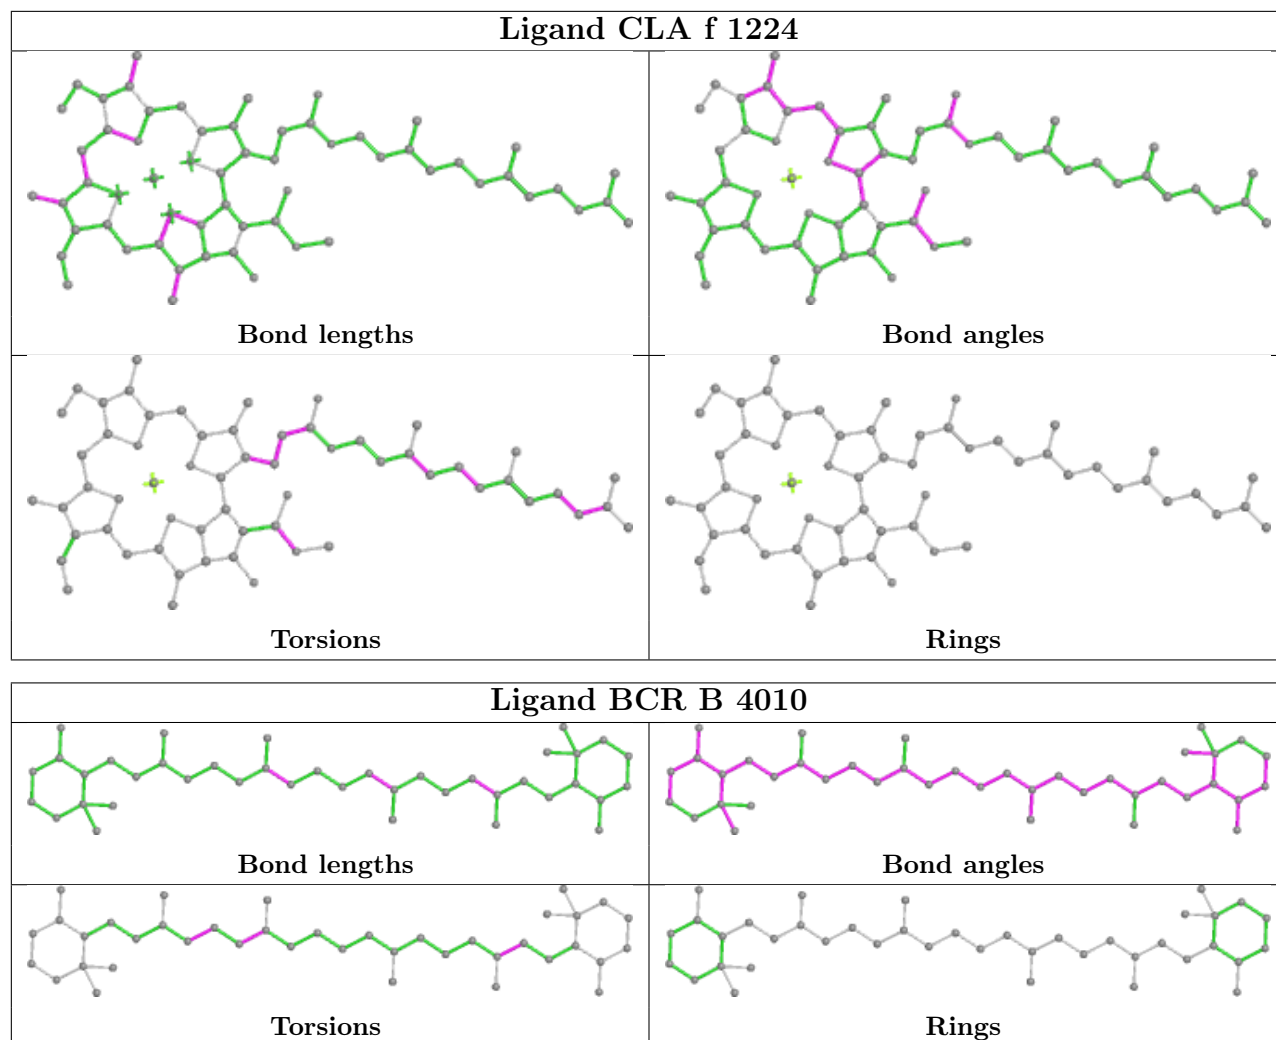 Ligand CLA f 1224
Bond lengths
Bond angles
Torsions
Rings
Ligand BCR B 4010
Bond lengths
Bond angles
Torsions
Rings